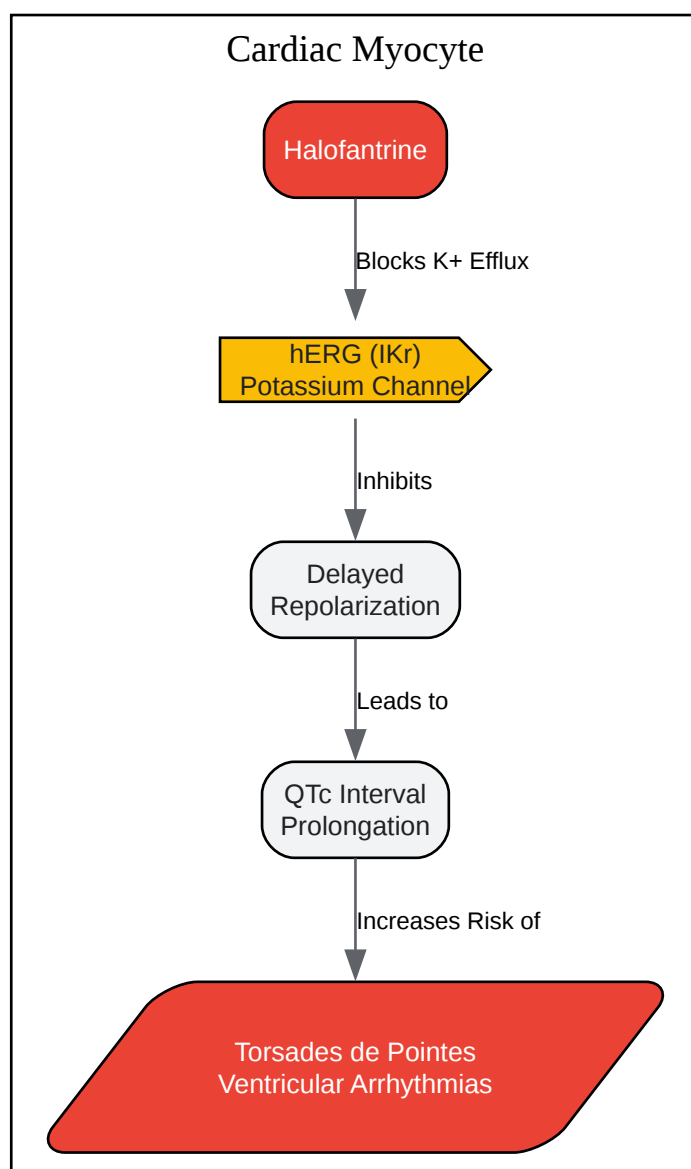 Cardiac Myocyte
Halofantrine
Blocks K+ Efflux
hERG (IKr)
Potassium Channel
Inhibits
Delayed
Repolarization
Leads to
QTc Interval
Prolongation
Increases Risk of
Torsades de Pointes
Ventricular Arrhythmias